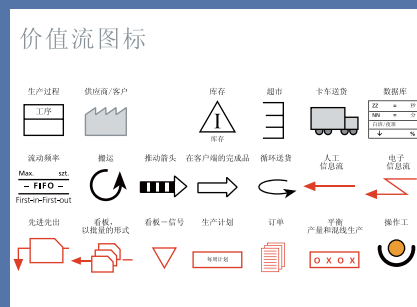 价值流图标
生产过程 供应商/客户 库存 超市 卡车送货 数据库
工序
I
库存
ZZ = 秒
NN = 分
%
流动频率 搬运 推动箭头 在客户端的完成品 循环送货 人工 信息流 电子 信息流
Max. szt.
– FIFO –
First-in-First-out
先进先出 看板, 以批量的形式 看板－信号 生产计划 订单 平衡 产量和混线生产 操作工
每周计划
O X O X